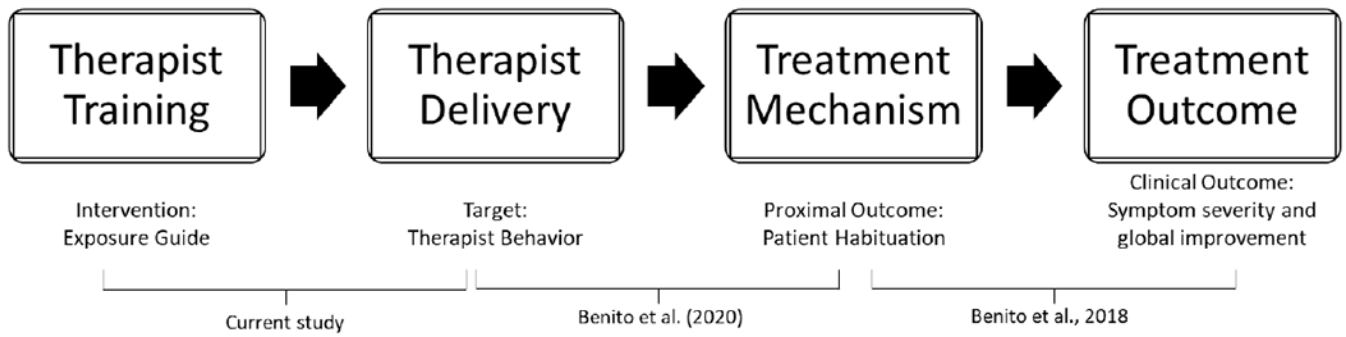 Therapist
Training
Therapist
Delivery
Treatment
Mechanism
Treatment
Outcome
Intervention:
Exposure Guide
Target:
Therapist Behavior
Proximal Outcome:
Patient Habituation
Clinical Outcome:
Symptom severity and
global improvement
Current study
Benito et al. (2020)
Benito et al., 2018